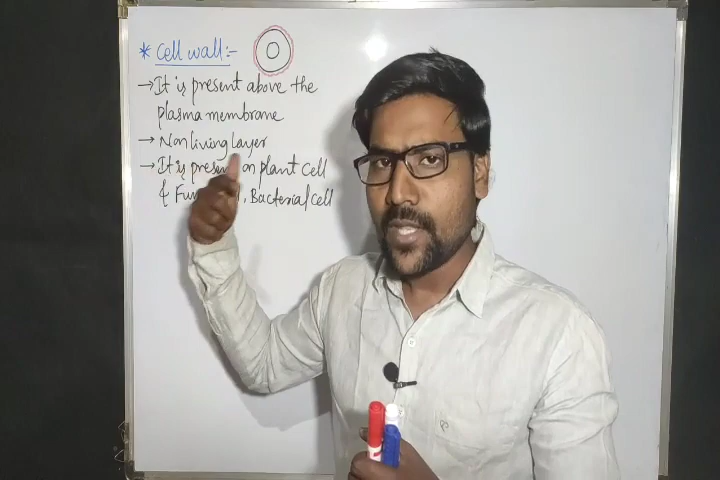 * Cell wall:-
→ It is present above the
plasma membrane
→ Non living layer
→ It is present on plant cell
& Fun , Bacterial cell